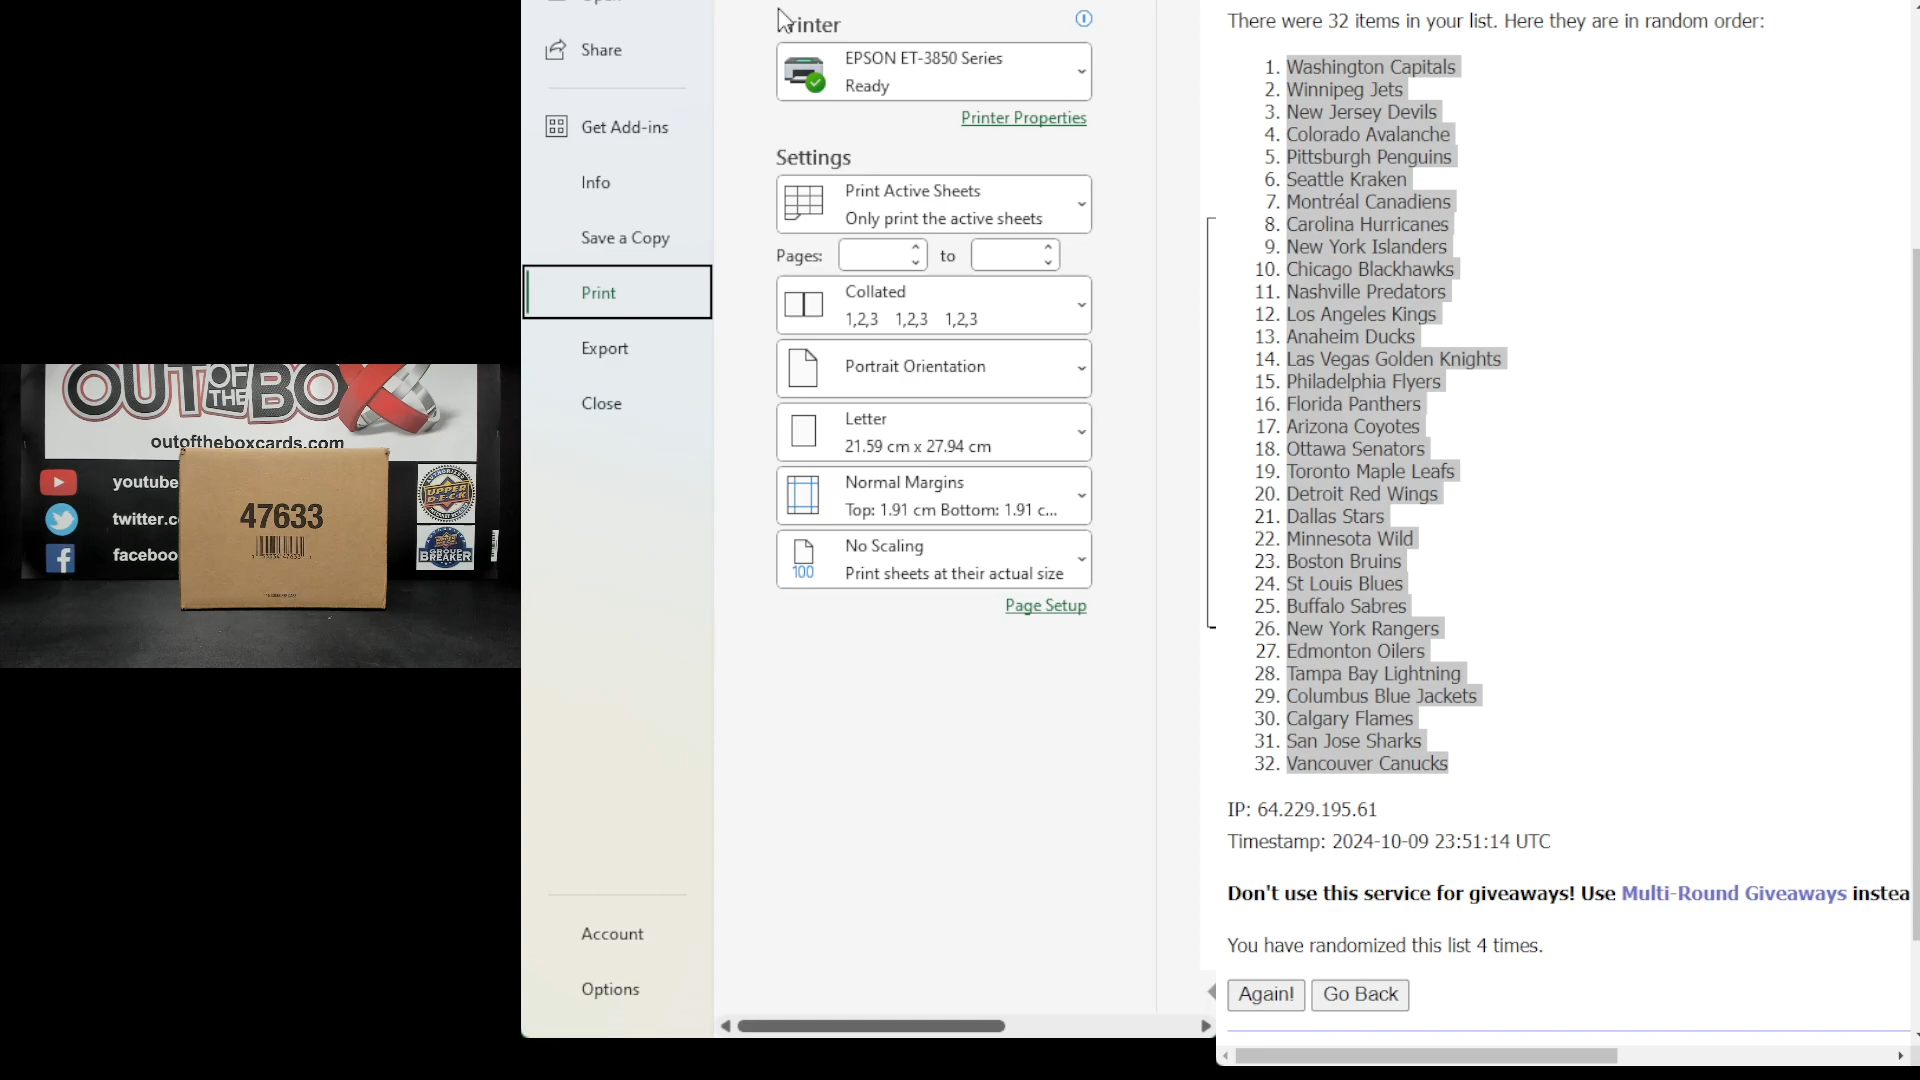 OUT OF THE BOX
outoftheboxcards.com
youtube
twitter.c
faceboo
47633
UPPER DECK
GROUP BREAKER
Share
Get Add-ins
Info
Save a Copy
Print
Export
Close
Account
Options
Printer
EPSON ET-3850 Series
Ready
Printer Properties
Settings
Print Active Sheets
Only print the active sheets
Pages: to
Collated
1,2,3 1,2,3 1,2,3
Portrait Orientation
Letter
21.59 cm x 27.94 cm
Normal Margins
Top: 1.91 cm Bottom: 1.91 c...
No Scaling
100
Print sheets at their actual size
Page Setup
There were 32 items in your list. Here they are in random order:
1. Washington Capitals
2. Winnipeg Jets
3. New Jersey Devils
4. Colorado Avalanche
5. Pittsburgh Penguins
6. Seattle Kraken
7. Montréal Canadiens
8. Carolina Hurricanes
9. New York Islanders
10. Chicago Blackhawks
11. Nashville Predators
12. Los Angeles Kings
13. Anaheim Ducks
14. Las Vegas Golden Knights
15. Philadelphia Flyers
16. Florida Panthers
17. Arizona Coyotes
18. Ottawa Senators
19. Toronto Maple Leafs
20. Detroit Red Wings
21. Dallas Stars
22. Minnesota Wild
23. Boston Bruins
24. St Louis Blues
25. Buffalo Sabres
26. New York Rangers
27. Edmonton Oilers
28. Tampa Bay Lightning
29. Columbus Blue Jackets
30. Calgary Flames
31. San Jose Sharks
32. Vancouver Canucks
IP: 64.229.195.61
Timestamp: 2024-10-09 23:51:14 UTC
Don't use this service for giveaways! Use Multi-Round Giveaways instea
You have randomized this list 4 times.
Again! Go Back